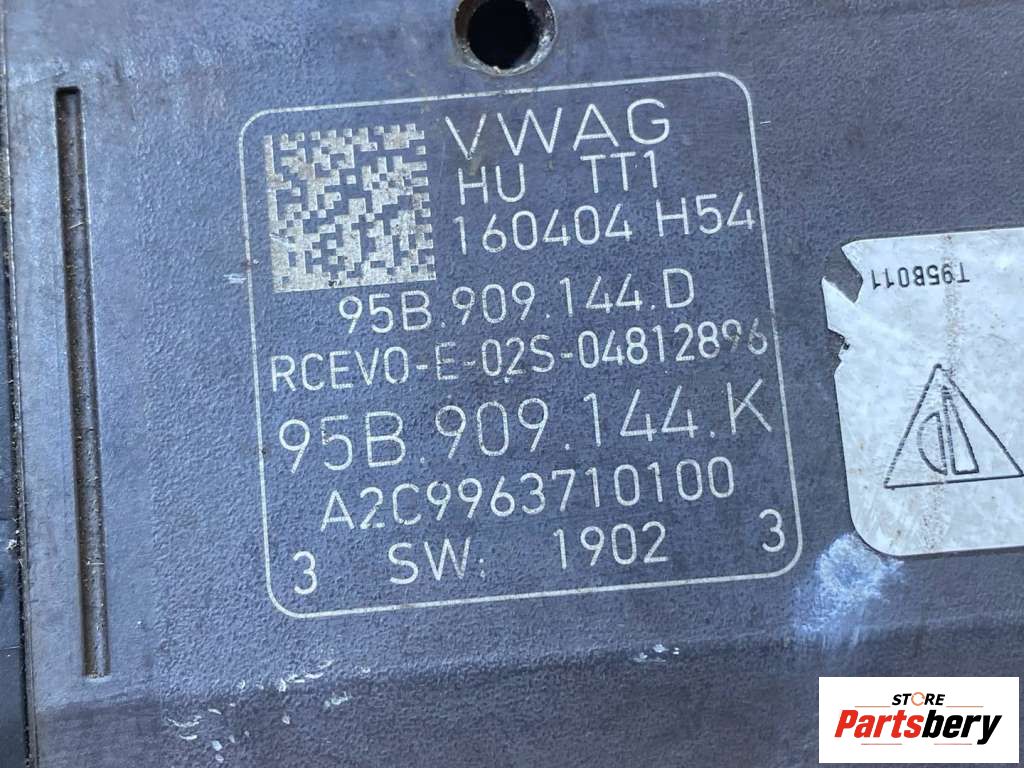 VWAG
HU TT1
160404 H54
95B.909.144.D
RCEV0-E-02S-04812896
95B.909.144.K
A2C9963710100
3 SW: 1902 3
T95B011
STORE
Partsbery